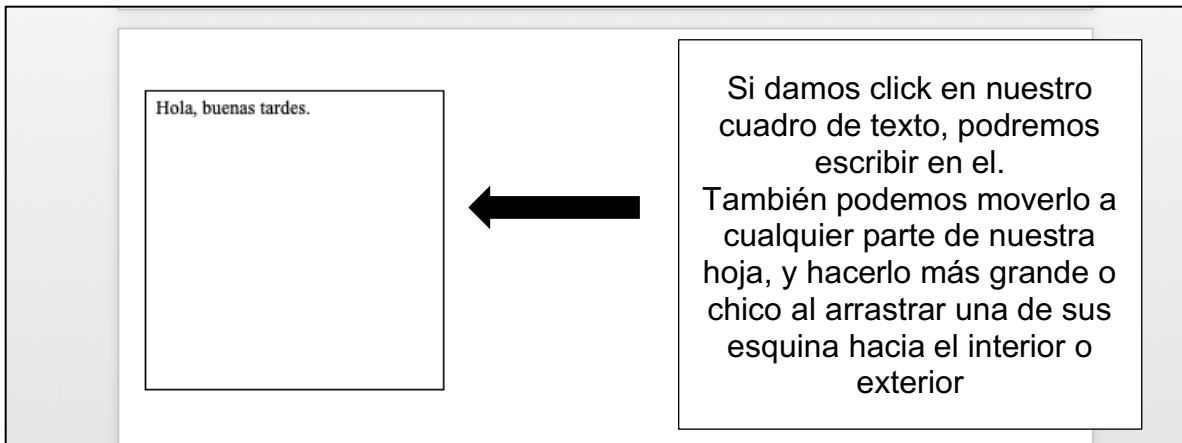 Hola, buenas tardes.
Si damos click en nuestro
cuadro de texto, podremos
escribir en el.
También podemos moverlo a
cualquier parte de nuestra
hoja, y hacerlo más grande o
chico al arrastrar una de sus
esquina hacia el interior o
exterior